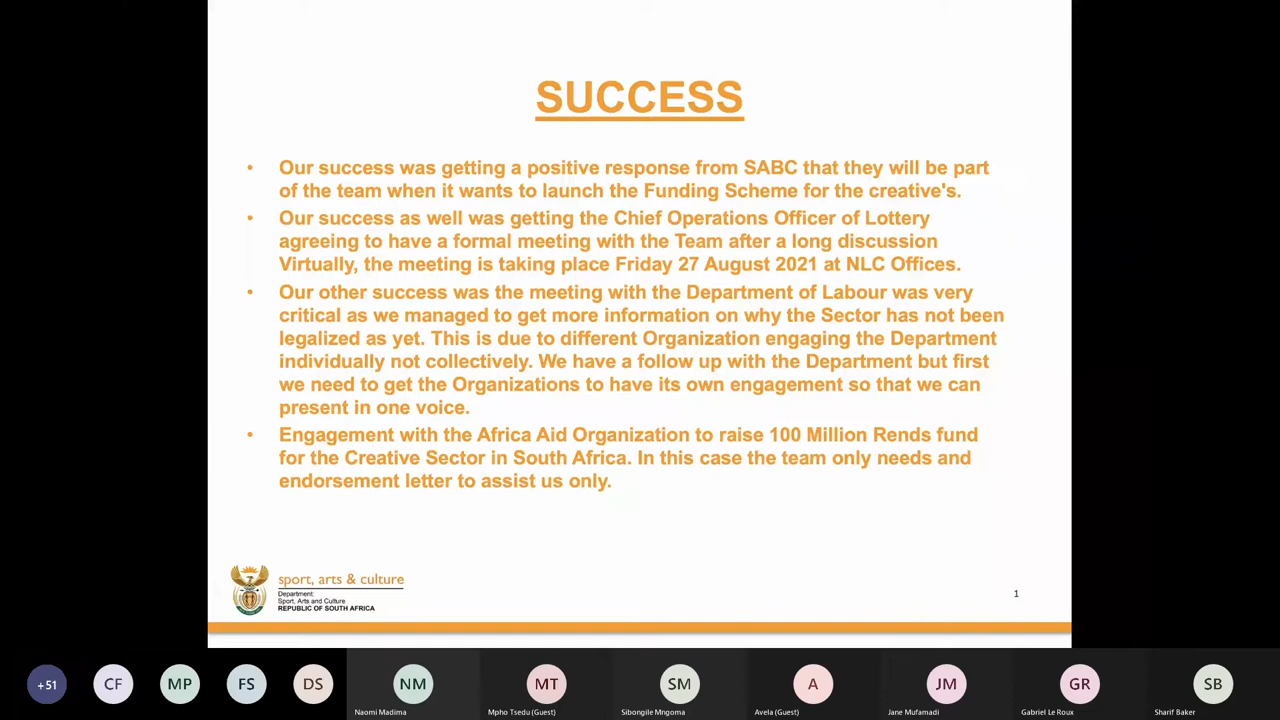 SUCCESS
• Our success was getting a positive response from SABC that they will be part
of the team when it wants to launch the Funding Scheme for the creative's.
• Our success as well was getting the Chief Operations Officer of Lottery
agreeing to have a formal meeting with the Team after a long discussion
Virtually, the meeting is taking place Friday 27 August 2021 at NLC Offices.
• Our other success was the meeting with the Department of Labour was very
critical as we managed to get more information on why the Sector has not been
legalized as yet. This is due to different Organization engaging the Department
individually not collectively. We have a follow up with the Department but first
we need to get the Organizations to have its own engagement so that we can
present in one voice.
• Engagement with the Africa Aid Organization to raise 100 Million Rends fund
for the Creative Sector in South Africa. In this case the team only needs and
endorsement letter to assist us only.
sport, arts & culture
Department:
Sport, Arts and Culture
REPUBLIC OF SOUTH AFRICA
1
+51 CF MP FS DS NM MT SM A JM GR SB
Naomi Madima Mpho Tsedu (Guest) Sibongile Mngoma Avela (Guest) Jane Mufamadi Gabriel Le Roux Sharif Baker